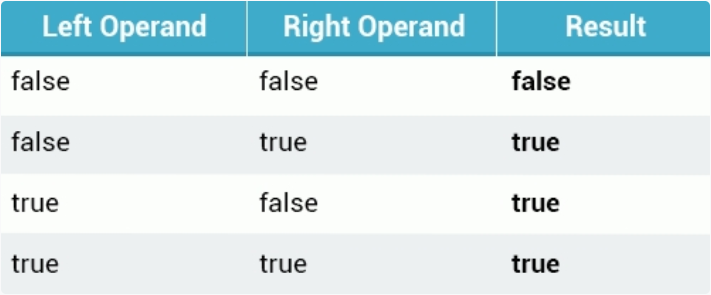 Left Operand Right Operand Result
false false false
false true true
true false true
true true true